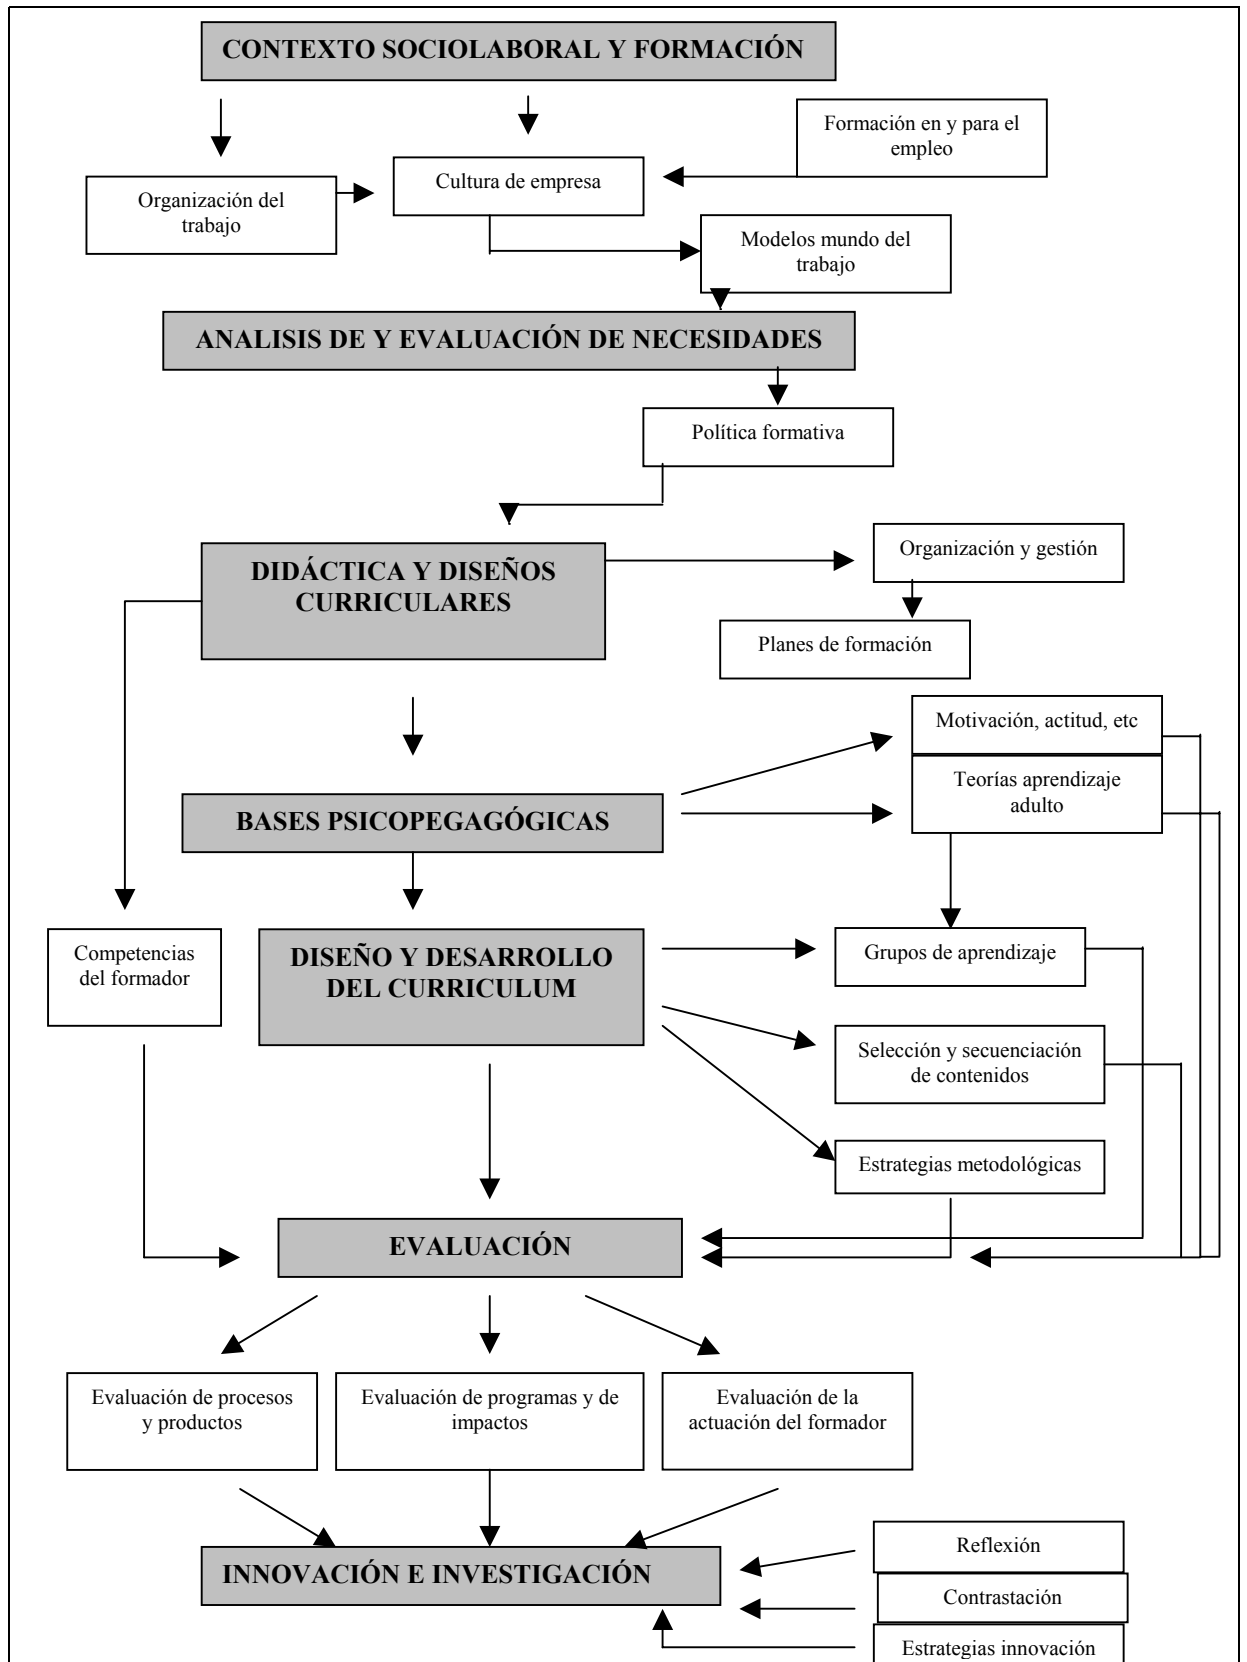 CONTEXTO SOCIOLABORAL Y FORMACIÓN
Formación en y para el
empleo
Cultura de empresa
Organización del
trabajo
Modelos mundo del
trabajo
ANALISIS DE Y EVALUACIÓN DE NECESIDADES
Política formativa
Organización y gestión
DIDÁCTICA Y DISEÑOS
CURRICULARES
Planes de formación
Motivación, actitud, etc
Teorías aprendizaje
adulto
BASES PSICOPEGAGÓGICAS
Competencias
del formador
DISEÑO Y DESARROLLO
DEL CURRICULUM
Grupos de aprendizaje
Selección y secuenciación
de contenidos
Estrategias metodológicas
EVALUACIÓN
Evaluación de procesos
y productos
Evaluación de programas y de
impactos
Evaluación de la
actuación del formador
Reflexión
INNOVACIÓN E INVESTIGACIÓN
Contrastación
Estrategias innovación